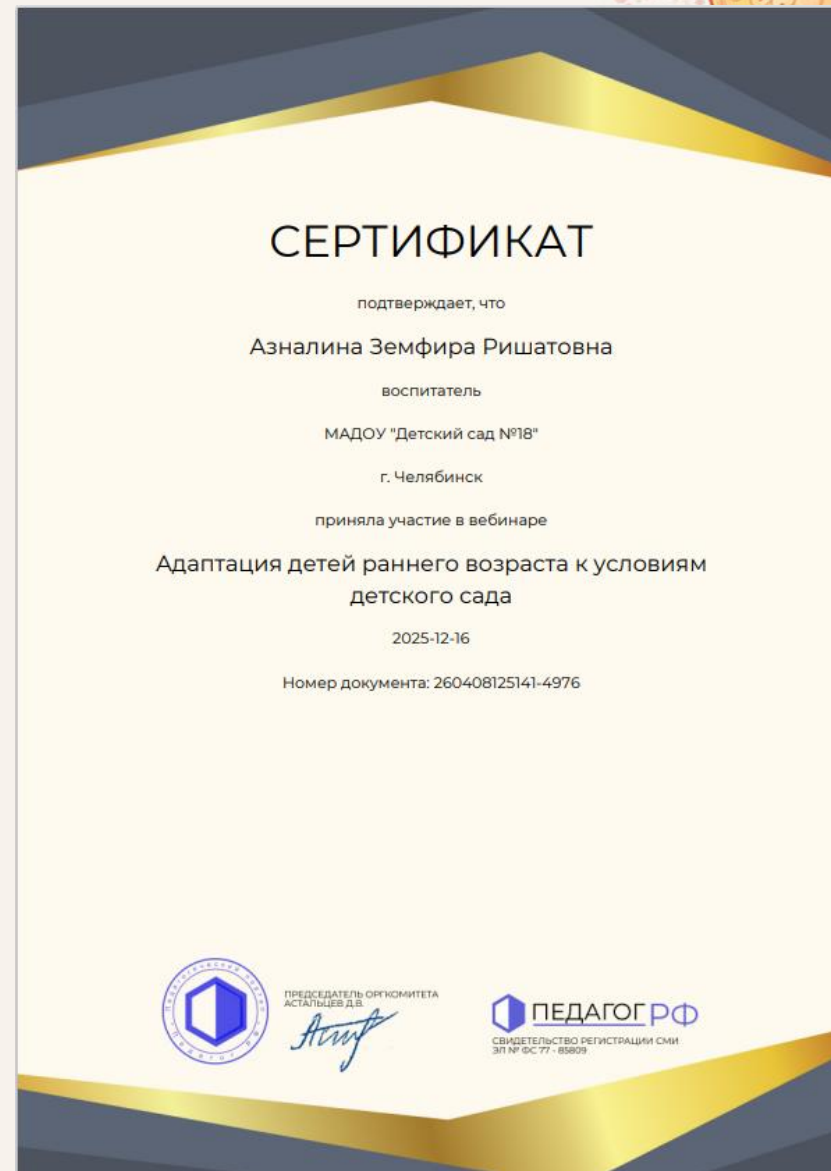 СЕРТИФИКАТ
подтверждает, что
Азналина Земфира Ришатовна
воспитатель
МАДОУ "Детский сад №18"
г. Челябинск
приняла участие в вебинаре
Адаптация детей раннего возраста к условиям
детского сада
2025-12-16
Номер документа: 260408125141-4976
ПРЕДСЕДАТЕЛЬ ОРГКОМИТЕТА
АСТАЛЬЦЕВ Д.В.
ПЕДАГОГ РФ
СВИДЕТЕЛЬСТВО РЕГИСТРАЦИИ СМИ
ЭЛ № ФС 77 - 85809